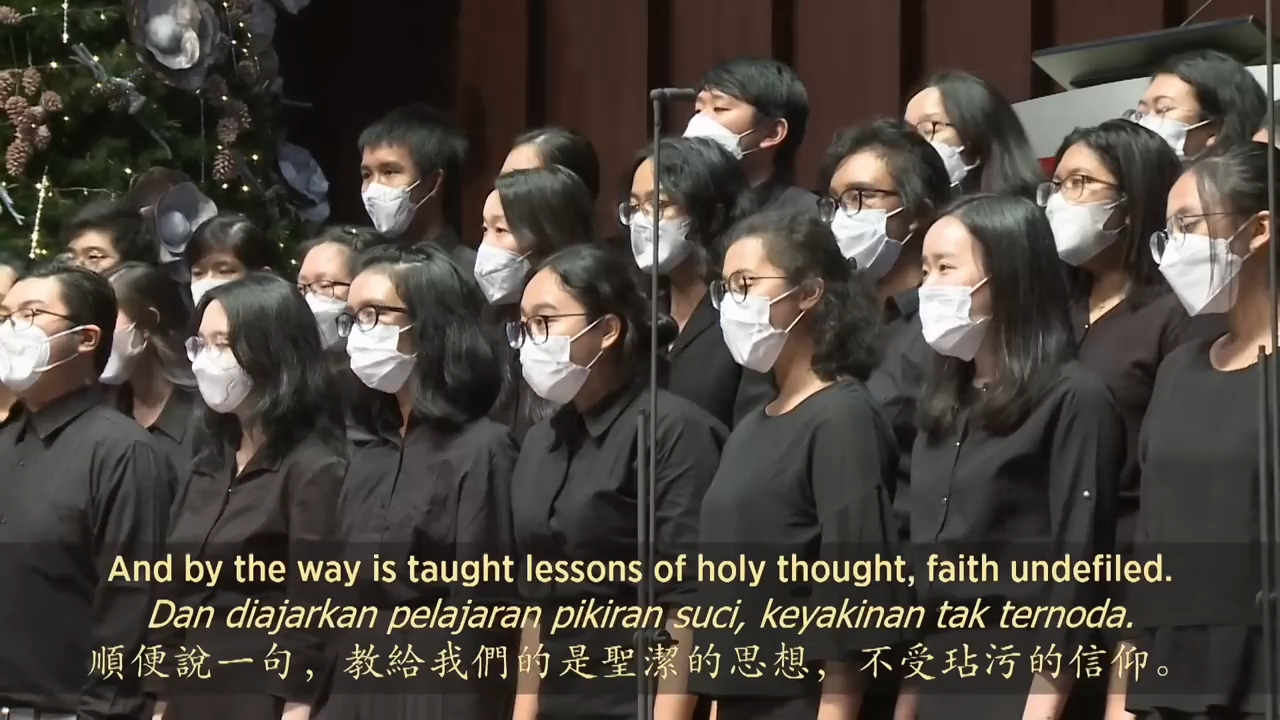 And by the way is taught lessons of holy thought, faith undefiled.
Dan diajarkan pelajaran pikiran suci, keyakinan tak ternoda.
順便說一句，教給我們的是聖潔的思想，不受玷污的信仰。